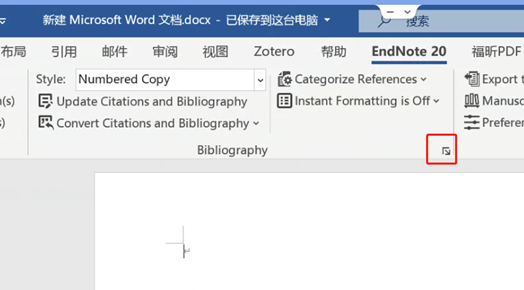 新建 Microsoft Word 文档.docx - 已保存到这台电脑
搜索
布局 引用 邮件 审阅 视图 Zotero 帮助 EndNote 20 福昕PDF
Style: Numbered Copy
Categorize References
Export
(s)
Update Citations and Bibliography
Instant Formatting is Off
Convert Citations and Bibliography
Bibliography